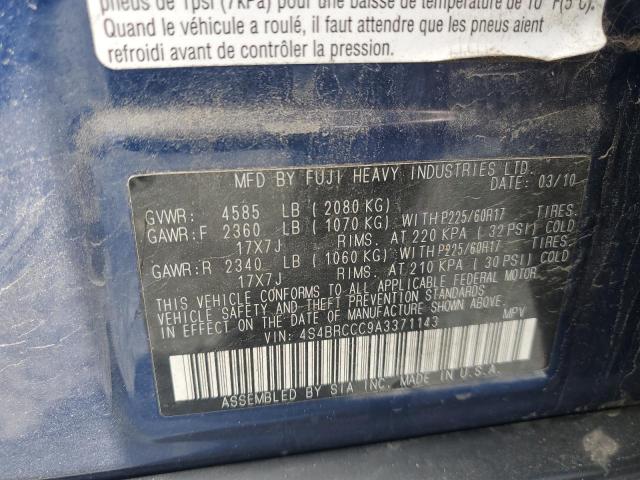 pneus de 1psi (7kPa) pour une baisse de température de 10°F(5°C).
Quand le véhicule a roulé, il faut attendre que les pneus aient
refroidi avant de contrôler la pression.
MFD BY FUJI HEAVY INDUSTRIES LTD.
DATE: 03/10
GVWR: 4585 LB ( 2080 KG)
GAWR:F 2360 LB ( 1070 KG) WITH P225/60R17 TIRES.
17X7J RIMS. AT 220 KPA ( 32 PSI) COLD
GAWR:R 2340 LB ( 1060 KG) WITH P225/60R17 TIRES.
17X7J RIMS. AT 210 KPA ( 30 PSI) COLD
THIS VEHICLE CONFORMS TO ALL APPLICABLE FEDERAL MOTOR
VEHICLE SAFETY AND THEFT PREVENTION STANDARDS
IN EFFECT ON THE DATE OF MANUFACTURE SHOWN ABOVE.
VIN: 4S4BRCCC9A3371143 MPV
ASSEMBLED BY SIA INC. MADE IN U.S.A.